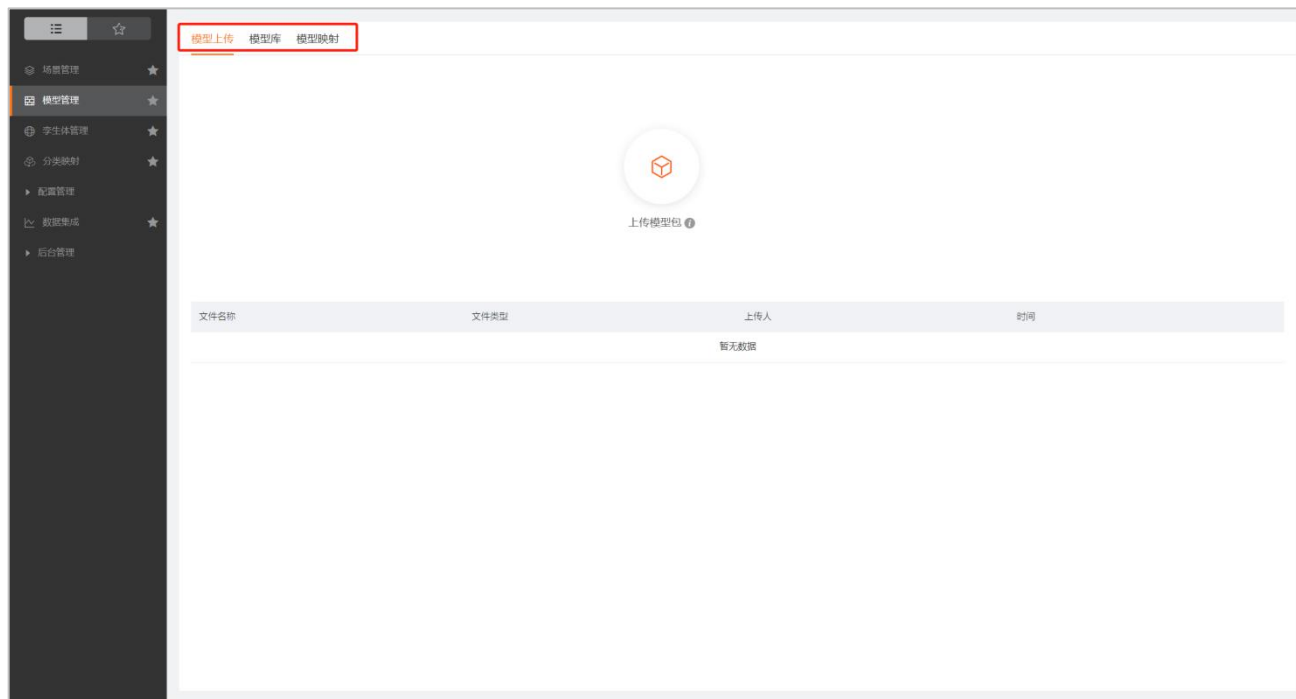 模型上传 模型库 模型映射
场景管理
模型管理
孪生体管理
分类映射
配置管理
数据集成
后台管理
上传模型包
文件名称 文件类型 上传人 时间
暂无数据